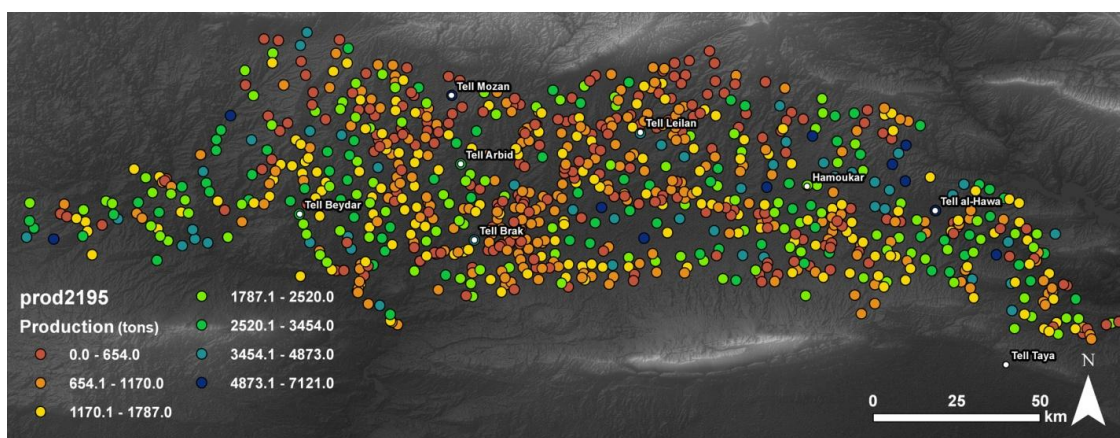 Tell Mozan
Tell Leilan
Tell Arbid
Hamoukar
Tell Beydar
Tell al-Hawa
Tell Brak
prod2195
Production (tons)
0.0 - 654.0
654.1 - 1170.0
1170.1 - 1787.0
1787.1 - 2520.0
2520.1 - 3454.0
3454.1 - 4873.0
4873.1 - 7121.0
Tell Taya
N
0 25 50
km